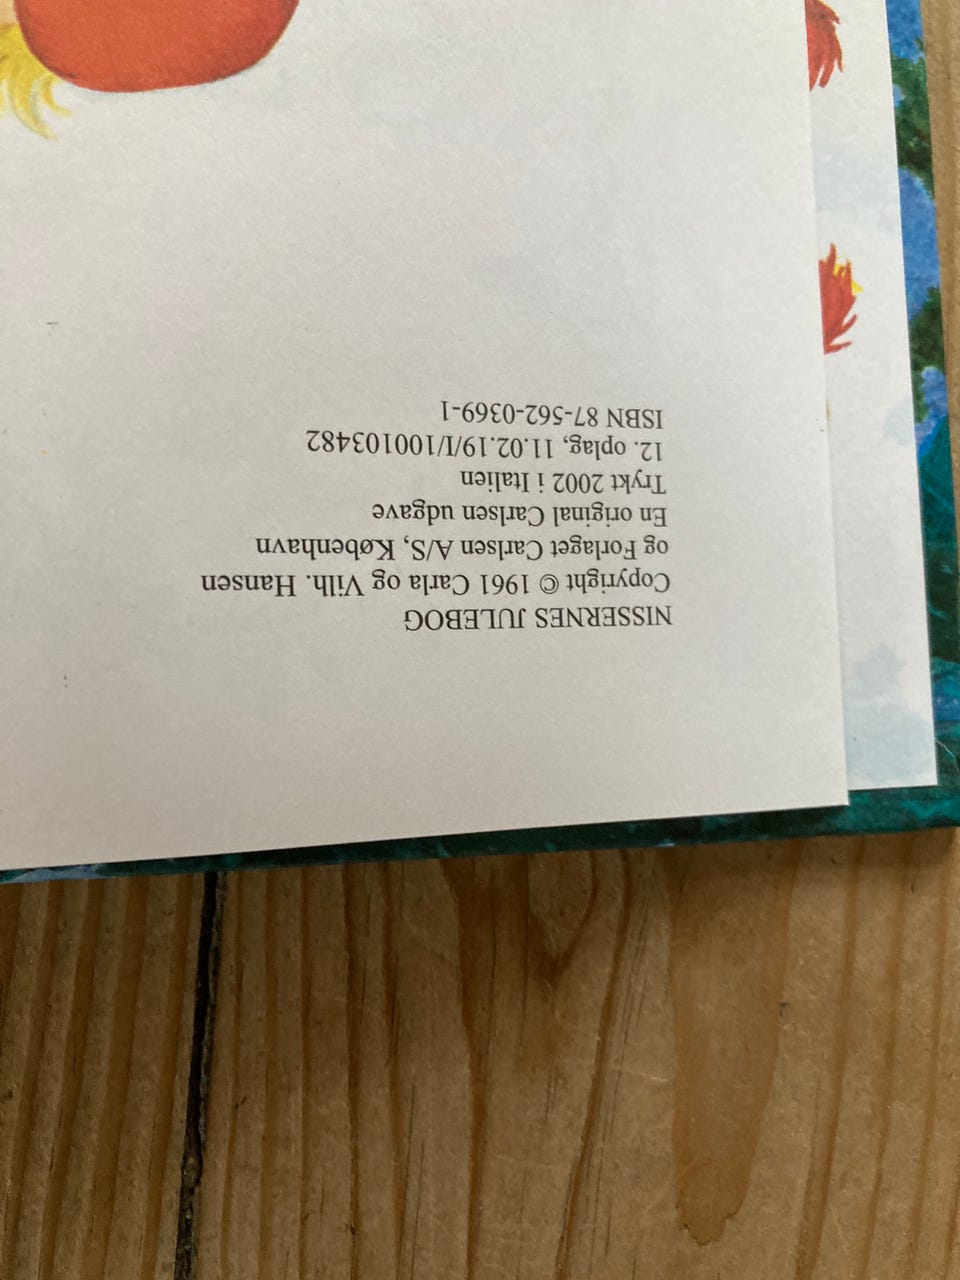 NISSERNES JULEBOG
Copyright © 1961 Carla og Vilh. Hansen
og Forlaget Carlsen A/S, København
En original Carlsen udgave
Trykt 2002 i Italien
12. oplag, 11.02.19/I/100103482
ISBN 87-562-0369-1